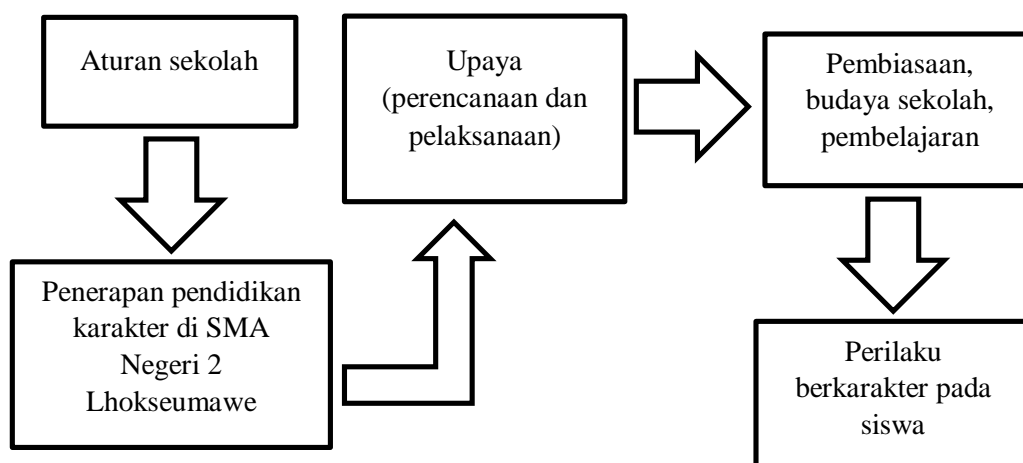 Aturan sekolah
Penerapan pendidikan
karakter di SMA
Negeri 2
Lhokseumawe
Upaya
(perencanaan dan
pelaksanaan)
Pembiasaan,
budaya sekolah,
pembelajaran
Perilaku
berkarakter pada
siswa